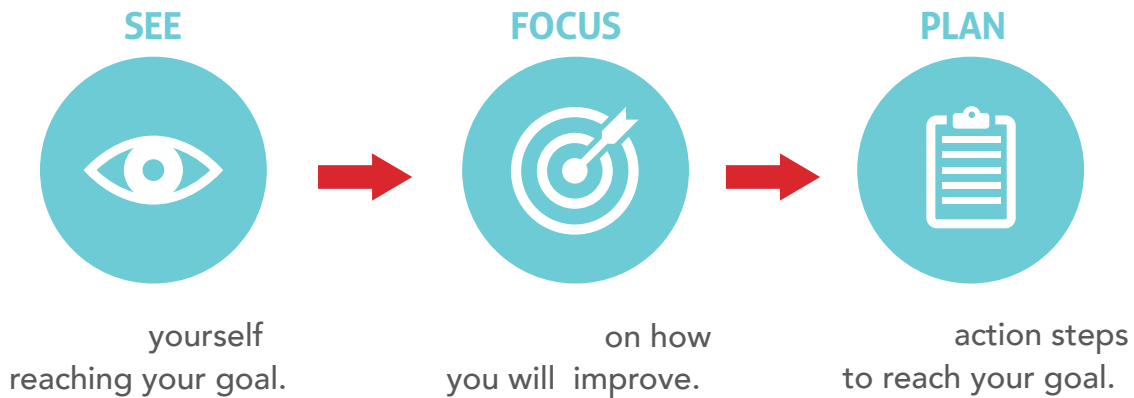 SEE
FOCUS
PLAN
yourself
reaching your goal.
on how
you will improve.
action steps
to reach your goal.